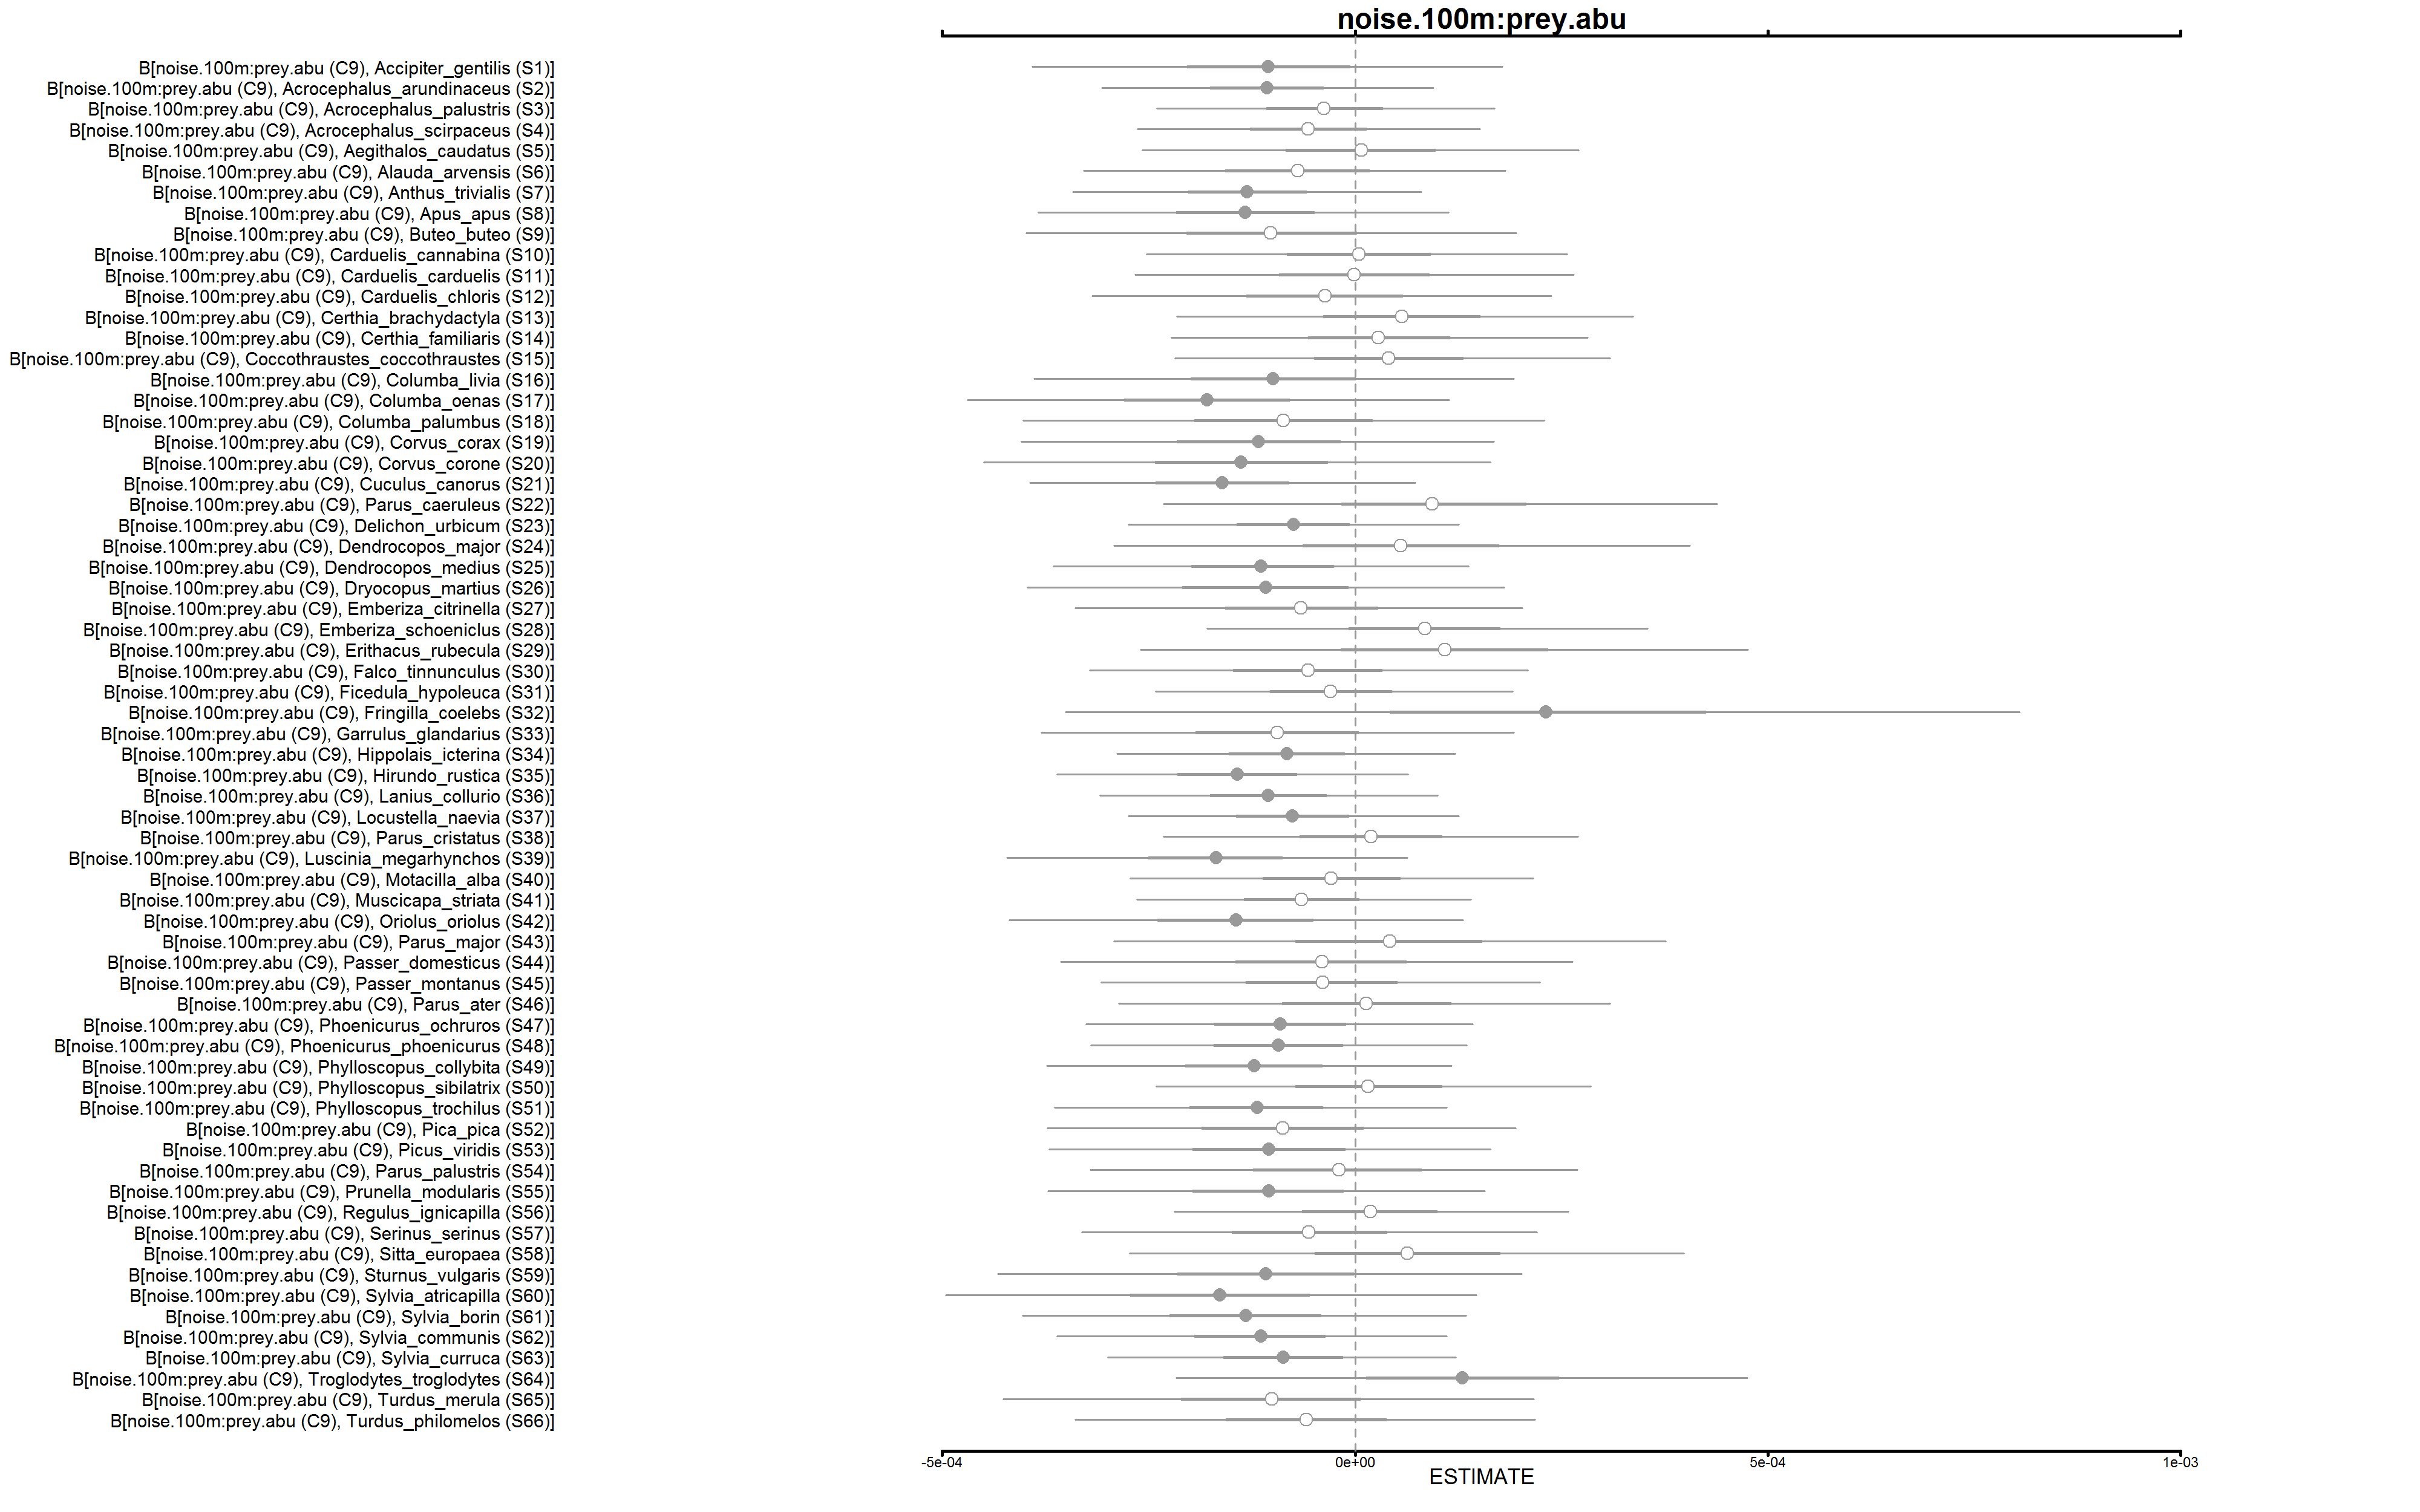 noise.100m:prey.abu
B[noise.100m:prey.abu (C9), Accipiter_gentilis (S1)]
B[noise.100m:prey.abu (C9), Acrocephalus_arundinaceus (S2)]
B[noise.100m:prey.abu (C9), Acrocephalus_palustris (S3)]
B[noise.100m:prey.abu (C9), Acrocephalus_scirpaceus (S4)]
B[noise.100m:prey.abu (C9), Aegithalos_caudatus (S5)]
B[noise.100m:prey.abu (C9), Alauda_arvensis (S6)]
B[noise.100m:prey.abu (C9), Anthus_trivialis (S7)]
B[noise.100m:prey.abu (C9), Apus_apus (S8)]
B[noise.100m:prey.abu (C9), Buteo_buteo (S9)]
B[noise.100m:prey.abu (C9), Carduelis_cannabina (S10)]
B[noise.100m:prey.abu (C9), Carduelis_carduelis (S11)]
B[noise.100m:prey.abu (C9), Carduelis_chloris (S12)]
B[noise.100m:prey.abu (C9), Certhia_brachydactyla (S13)]
B[noise.100m:prey.abu (C9), Certhia_familiaris (S14)]
B[noise.100m:prey.abu (C9), Coccothraustes_coccothraustes (S15)]
B[noise.100m:prey.abu (C9), Columba_livia (S16)]
B[noise.100m:prey.abu (C9), Columba_oenas (S17)]
B[noise.100m:prey.abu (C9), Columba_palumbus (S18)]
B[noise.100m:prey.abu (C9), Corvus_corax (S19)]
B[noise.100m:prey.abu (C9), Corvus_corone (S20)]
B[noise.100m:prey.abu (C9), Cuculus_canorus (S21)]
B[noise.100m:prey.abu (C9), Parus_caeruleus (S22)]
B[noise.100m:prey.abu (C9), Delichon_urbicum (S23)]
B[noise.100m:prey.abu (C9), Dendrocopos_major (S24)]
B[noise.100m:prey.abu (C9), Dendrocopos_medius (S25)]
B[noise.100m:prey.abu (C9), Dryocopus_martius (S26)]
B[noise.100m:prey.abu (C9), Emberiza_citrinella (S27)]
B[noise.100m:prey.abu (C9), Emberiza_schoeniclus (S28)]
B[noise.100m:prey.abu (C9), Erithacus_rubecula (S29)]
B[noise.100m:prey.abu (C9), Falco_tinnunculus (S30)]
B[noise.100m:prey.abu (C9), Ficedula_hypoleuca (S31)]
B[noise.100m:prey.abu (C9), Fringilla_coelebs (S32)]
B[noise.100m:prey.abu (C9), Garrulus_glandarius (S33)]
B[noise.100m:prey.abu (C9), Hippolais_icterina (S34)]
B[noise.100m:prey.abu (C9), Hirundo_rustica (S35)]
B[noise.100m:prey.abu (C9), Lanius_collurio (S36)]
B[noise.100m:prey.abu (C9), Locustella_naevia (S37)]
B[noise.100m:prey.abu (C9), Parus_cristatus (S38)]
B[noise.100m:prey.abu (C9), Luscinia_megarhynchos (S39)]
B[noise.100m:prey.abu (C9), Motacilla_alba (S40)]
B[noise.100m:prey.abu (C9), Muscicapa_striata (S41)]
B[noise.100m:prey.abu (C9), Oriolus_oriolus (S42)]
B[noise.100m:prey.abu (C9), Parus_major (S43)]
B[noise.100m:prey.abu (C9), Passer_domesticus (S44)]
B[noise.100m:prey.abu (C9), Passer_montanus (S45)]
B[noise.100m:prey.abu (C9), Parus_ater (S46)]
B[noise.100m:prey.abu (C9), Phoenicurus_ochruros (S47)]
B[noise.100m:prey.abu (C9), Phoenicurus_phoenicurus (S48)]
B[noise.100m:prey.abu (C9), Phylloscopus_collybita (S49)]
B[noise.100m:prey.abu (C9), Phylloscopus_sibilatrix (S50)]
B[noise.100m:prey.abu (C9), Phylloscopus_trochilus (S51)]
B[noise.100m:prey.abu (C9), Pica_pica (S52)]
B[noise.100m:prey.abu (C9), Picus_viridis (S53)]
B[noise.100m:prey.abu (C9), Parus_palustris (S54)]
B[noise.100m:prey.abu (C9), Prunella_modularis (S55)]
B[noise.100m:prey.abu (C9), Regulus_ignicapilla (S56)]
B[noise.100m:prey.abu (C9), Serinus_serinus (S57)]
B[noise.100m:prey.abu (C9), Sitta_europaea (S58)]
B[noise.100m:prey.abu (C9), Sturnus_vulgaris (S59)]
B[noise.100m:prey.abu (C9), Sylvia_atricapilla (S60)]
B[noise.100m:prey.abu (C9), Sylvia_borin (S61)]
B[noise.100m:prey.abu (C9), Sylvia_communis (S62)]
B[noise.100m:prey.abu (C9), Sylvia_curruca (S63)]
B[noise.100m:prey.abu (C9), Troglodytes_troglodytes (S64)]
B[noise.100m:prey.abu (C9), Turdus_merula (S65)]
B[noise.100m:prey.abu (C9), Turdus_philomelos (S66)]
-5e-04 0e+00 5e-04 1e-03
ESTIMATE